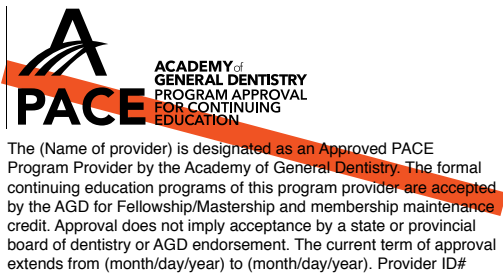 A
PACE
ACADEMY of
GENERAL DENTISTRY
PROGRAM APPROVAL
FOR CONTINUING
EDUCATION
The (Name of provider) is designated as an Approved PACE
Program Provider by the Academy of General Dentistry. The formal
continuing education programs of this program provider are accepted
by the AGD for Fellowship/Mastership and membership maintenance
credit. Approval does not imply acceptance by a state or provincial
board of dentistry or AGD endorsement. The current term of approval
extends from (month/day/year) to (month/day/year). Provider ID#